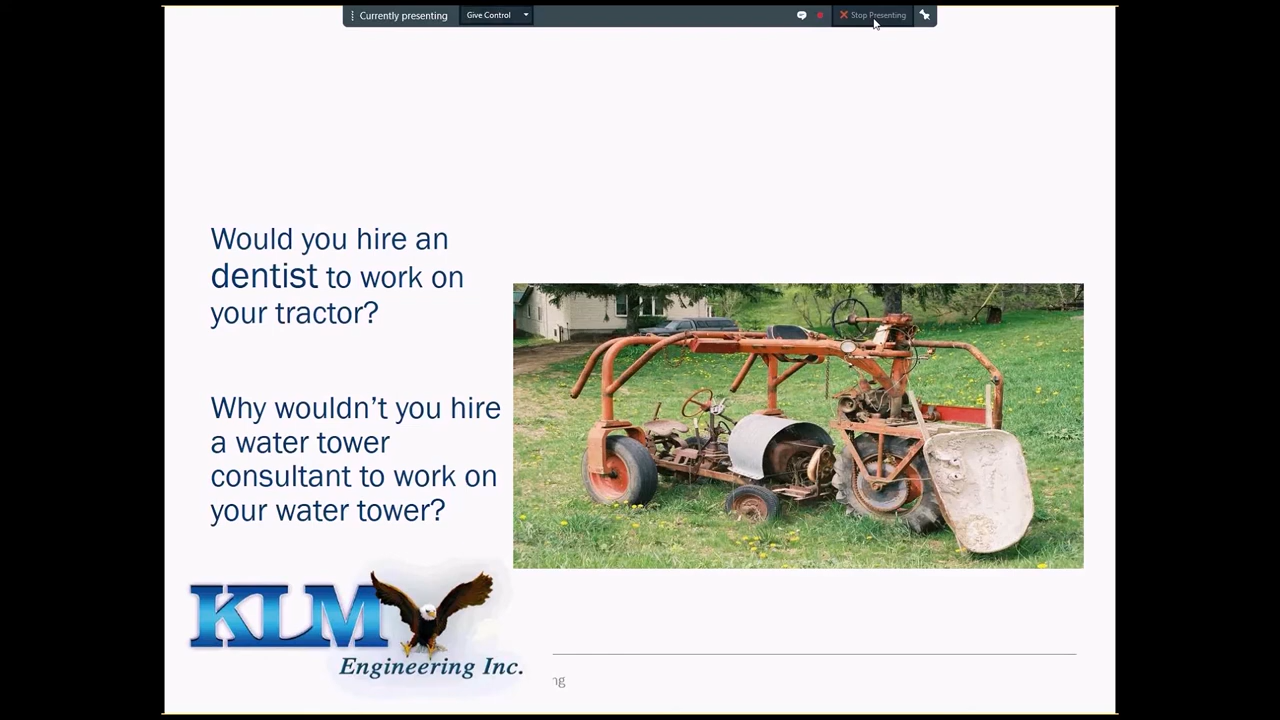 Currently presenting
Give Control
Stop Presenting
Would you hire an
dentist to work on
your tractor?
Why wouldn't you hire
a water tower
consultant to work on
your water tower?
KLM
Engineering Inc.
ng